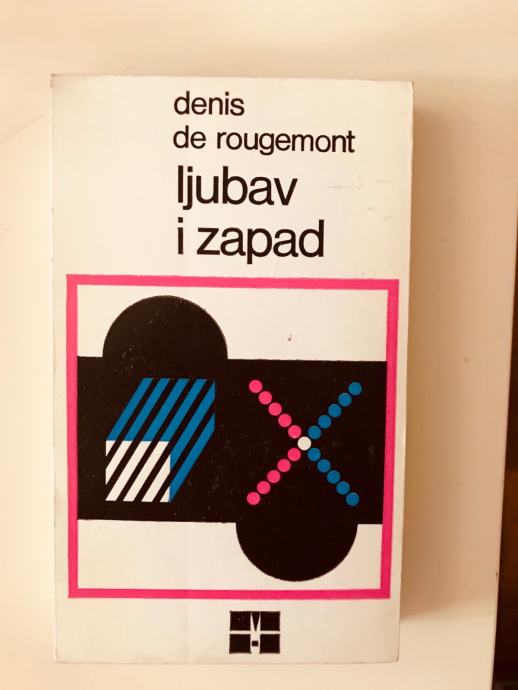 denis
de rougemont
ljubav
i zapad